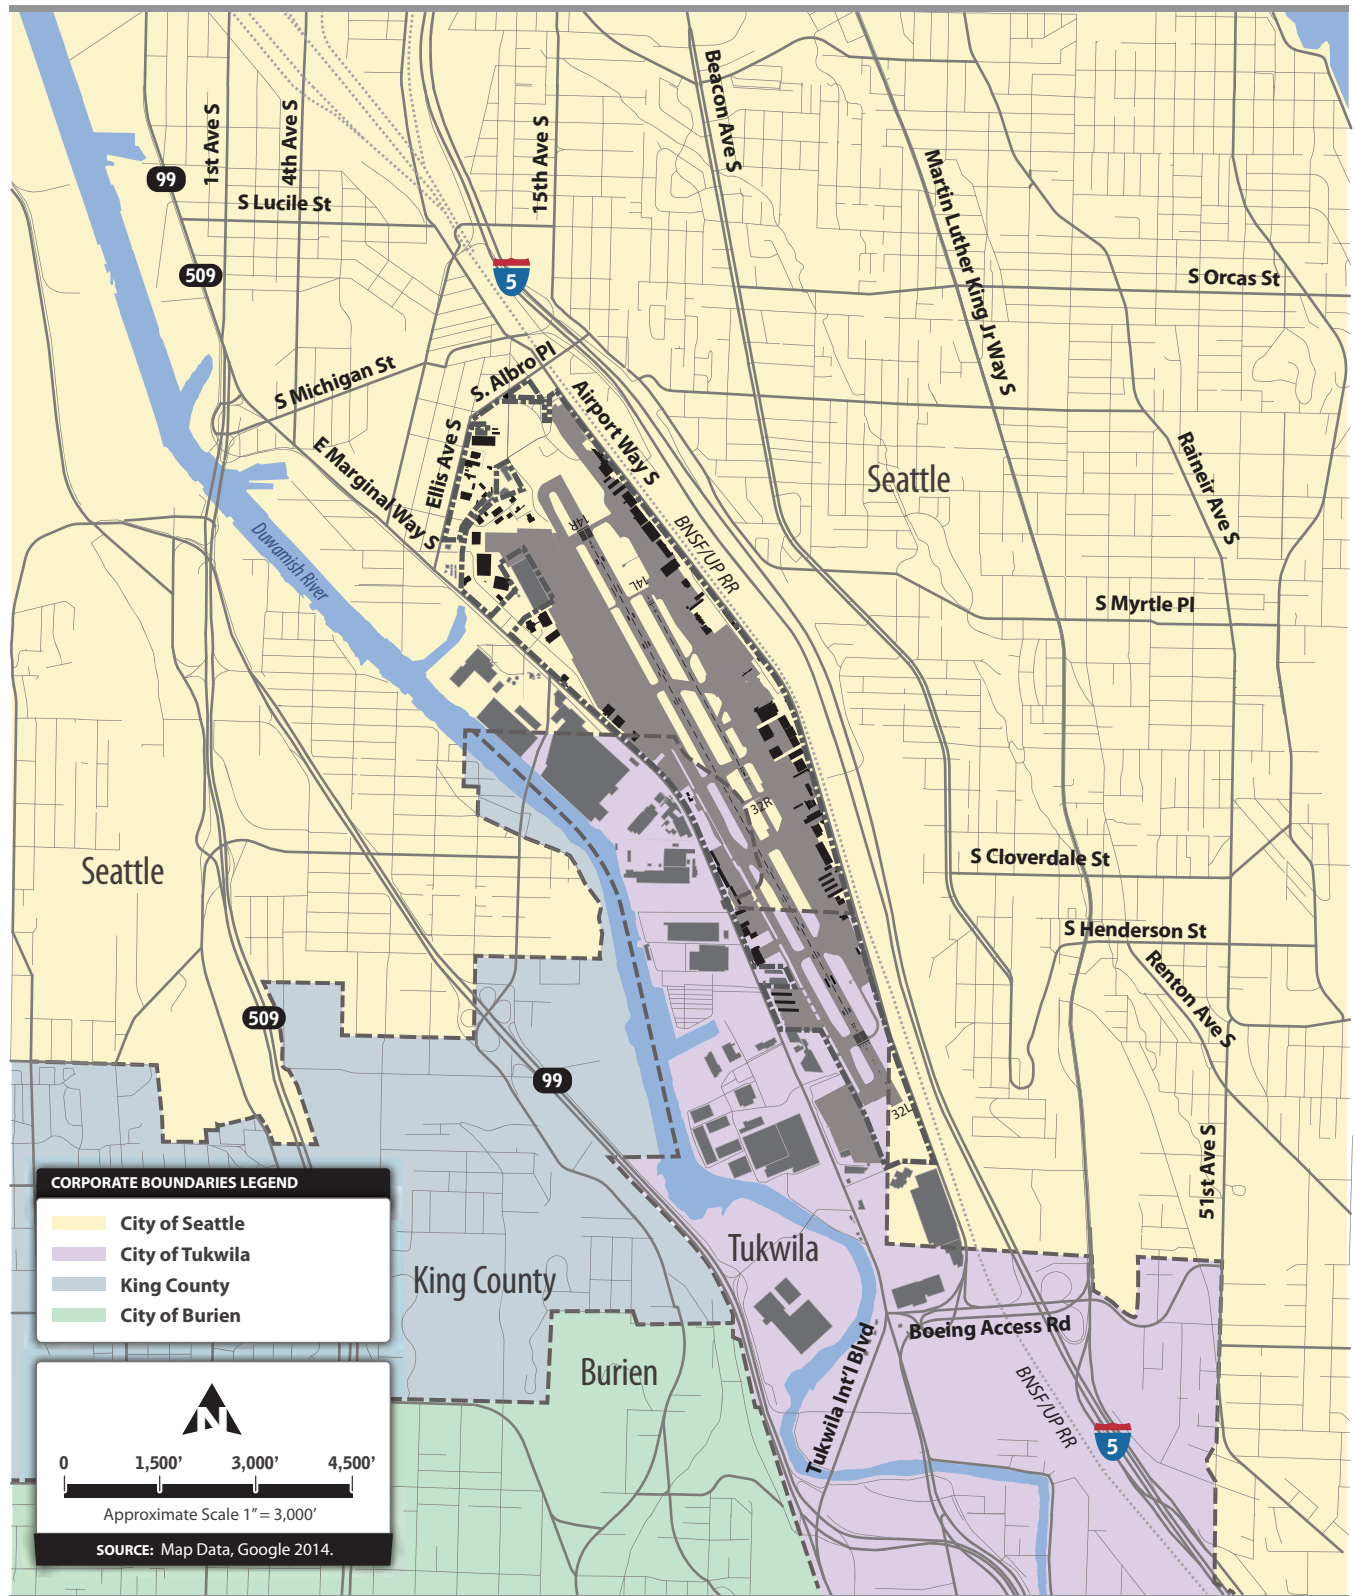 1st Ave S
4th Ave S
15th Ave S
Beacon Ave S
Martin Luther King Jr Way S
99
S Lucile St
509
5
S Orcas St
S Michigan St
S. Albro Pl
Airport Way S
Ellis Ave S
E Marginal Way S
Raineir Ave S
Seattle
14R
BNSF/UP RR
14L
Duwamish River
S Myrtle Pl
32R
Seattle
S Cloverdale St
S Henderson St
Renton Ave S
509
99
32L
51st Ave S
CORPORATE BOUNDARIES LEGEND
City of Seattle
City of Tukwila
King County
City of Burien
Tukwila
King County
Boeing Access Rd
Burien
Tukwila Int'l Blvd
BNSF/UP RR
5
N
0 1,500' 3,000' 4,500'
Approximate Scale 1" = 3,000'
SOURCE: Map Data, Google 2014.